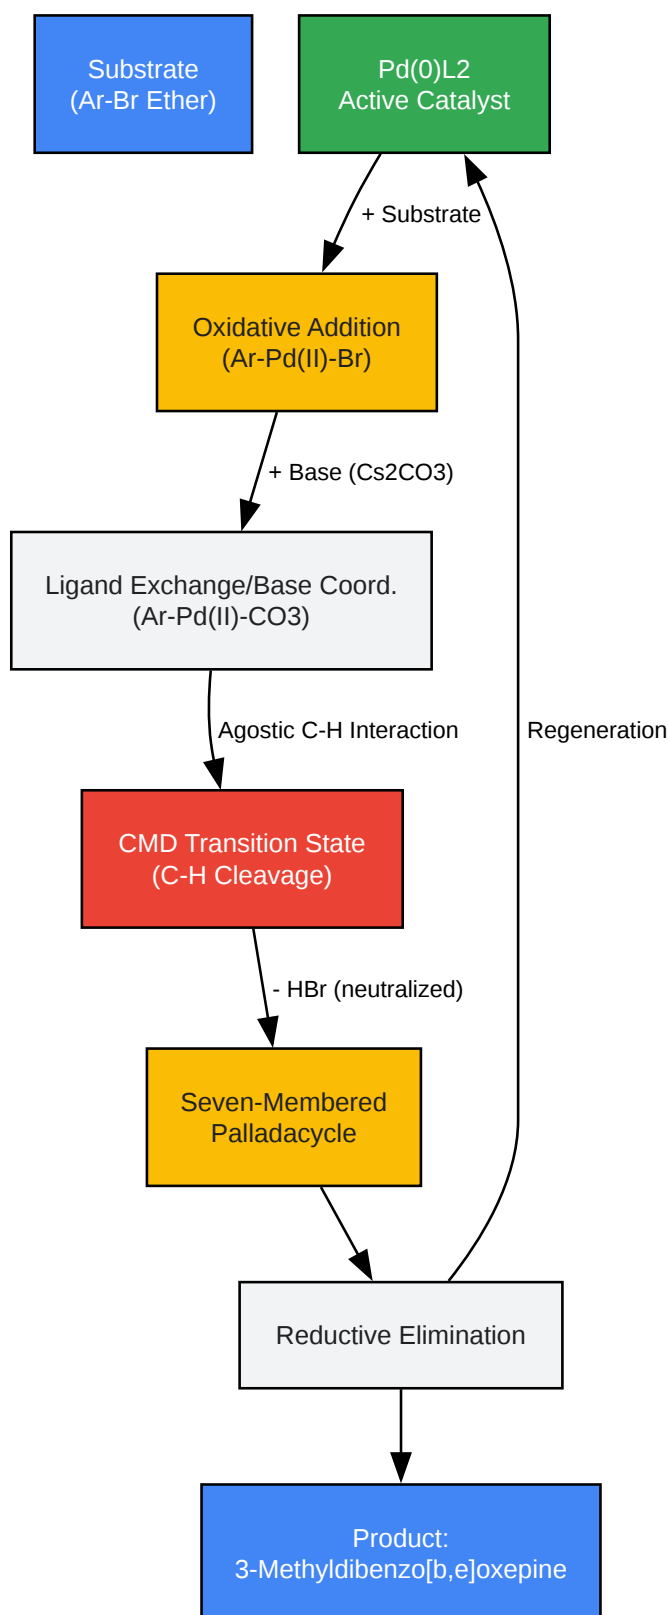 Substrate
(Ar-Br Ether)
Pd(0)L2
Active Catalyst
+ Substrate
Oxidative Addition
(Ar-Pd(II)-Br)
+ Base (Cs2CO3)
Ligand Exchange/Base Coord.
(Ar-Pd(II)-CO3)
Agostic C-H Interaction
Regeneration
CMD Transition State
(C-H Cleavage)
- HBr (neutralized)
Seven-Membered
Palladacycle
Reductive Elimination
Product:
3-Methyldibenzo[b,e]oxepine